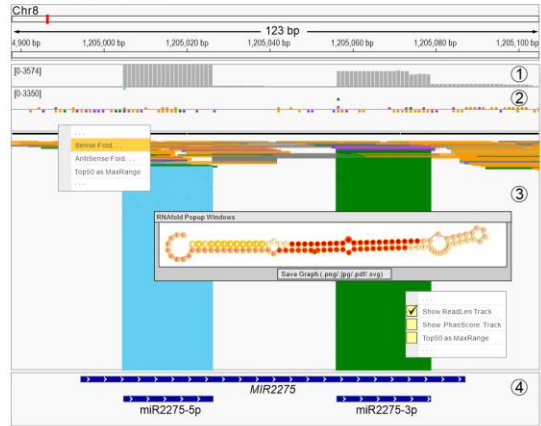 Chr8
123 bp
4,900 bp 1,205,000 bp 1,205,020 bp 1,205,040 bp 1,205,060 bp 1,205,080 bp 1,205,100 bp
[0-3574]
①
[0-3350]
②
. . .
Sense Fold. . .
AntiSense Fold. . .
Top50 as MaxRange
. . .
③
RNAfold Popup Windows
Save Graph (.png/.jpg/.pdf/.svg)
. . .
Show ReadLen Track
Show PhasScore Track
Top50 as MaxRange
. . .
④
MIR2275
miR2275-5p miR2275-3p